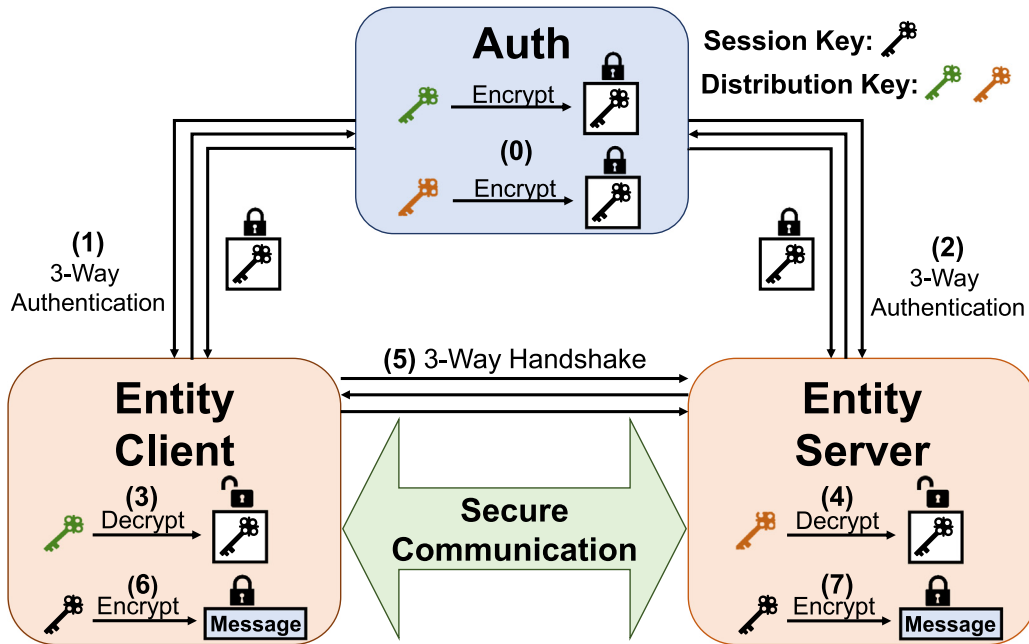 Auth
Session Key:
Distribution Key:
Encrypt
(0)
Encrypt
(1)
3-Way
Authentication
(2)
3-Way
Authentication
(5) 3-Way Handshake
Entity
Client
Entity
Server
(3)
Decrypt
(4)
Decrypt
Secure
Communication
(6)
Encrypt
Message
(7)
Encrypt
Message